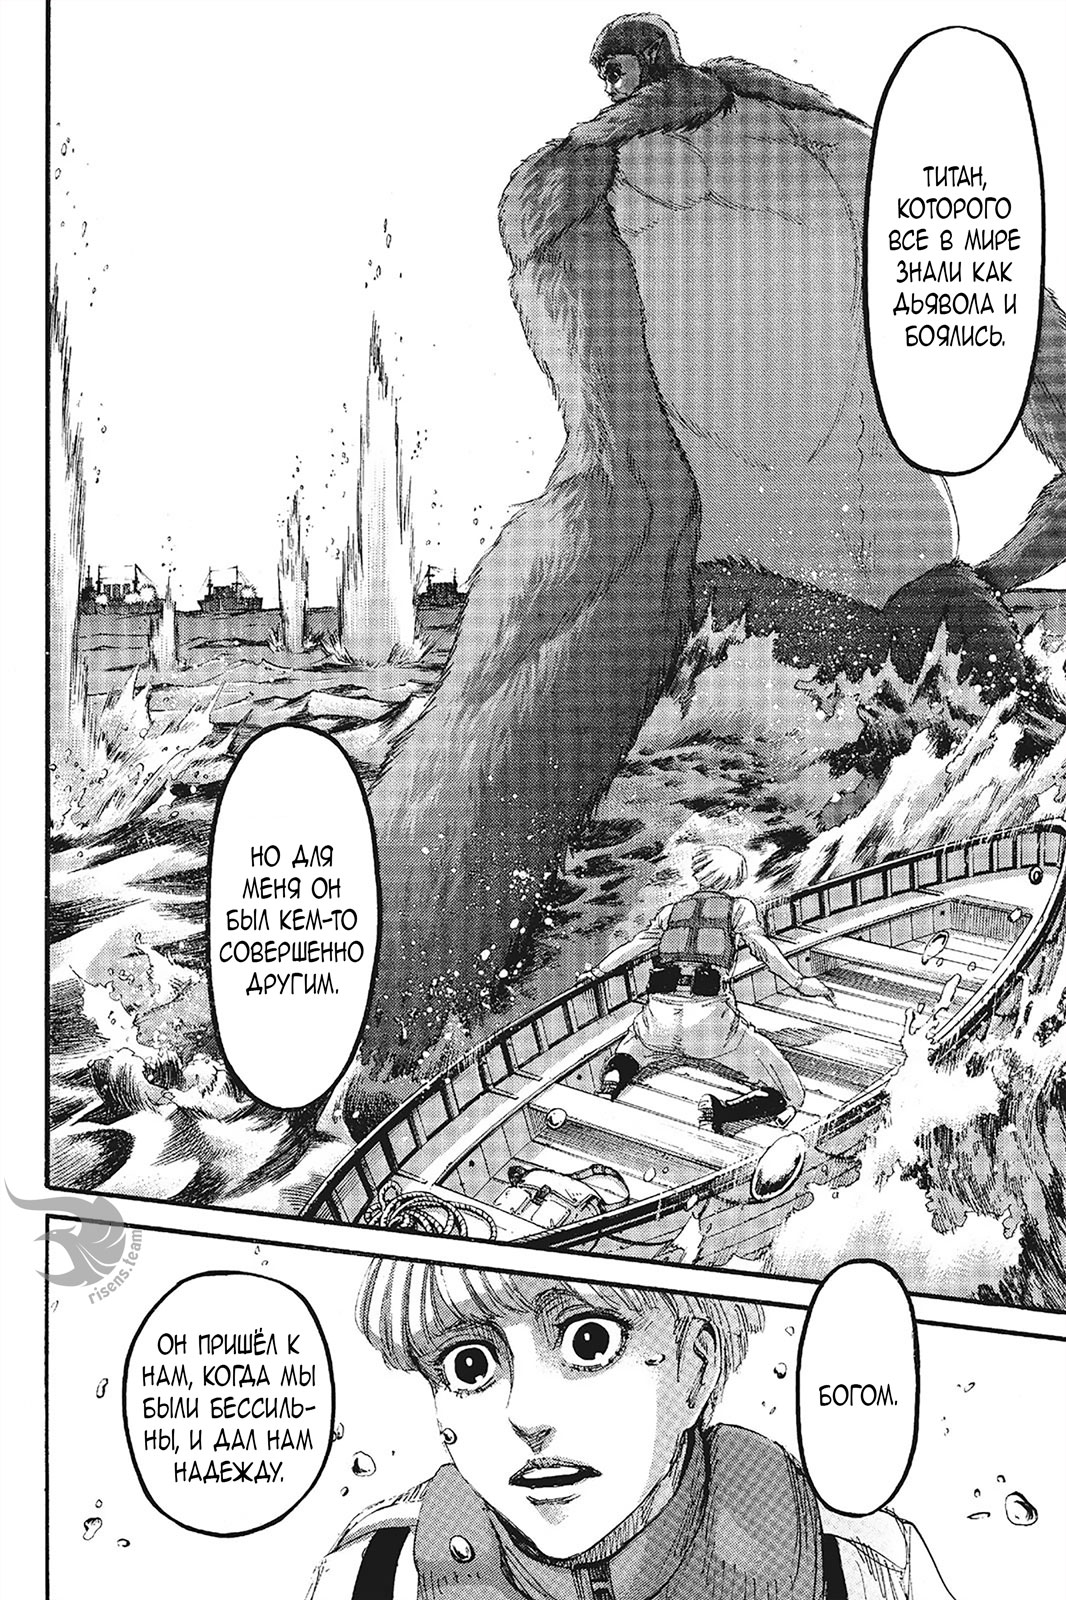 ТИТАН,
КОТОРОГО
ВСЕ В МИРЕ
ЗНАЛИ КАК
ДЬЯВОЛА И
БОЯЛИСЬ.
НО ДЛЯ
МЕНЯ ОН
БЫЛ КЕМ-ТО
СОВЕРШЕННО
ДРУГИМ.
БОГОМ.
ОН ПРИШЁЛ К
НАМ, КОГДА МЫ
БЫЛИ БЕССИЛЬ-
НЫ, И ДАЛ НАМ
НАДЕЖДУ.
risens.team